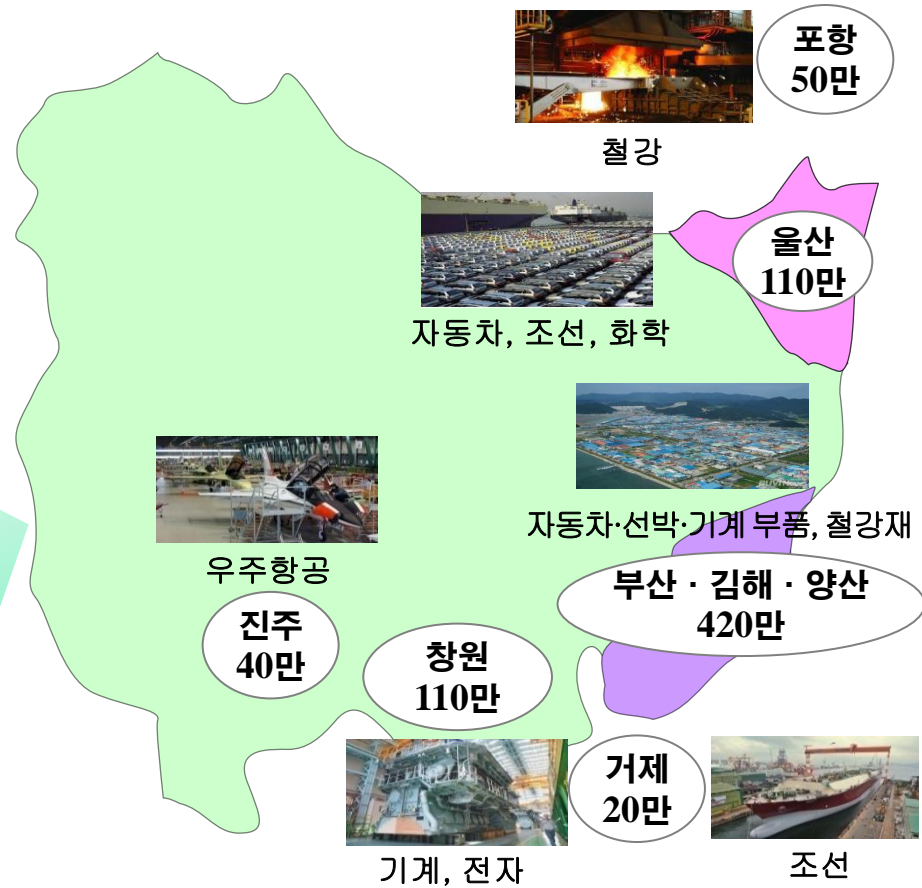 포항
50만
철강
울산
110만
자동차, 조선, 화학
자동차·선박·기계 부품, 철강재
부산 · 김해 · 양산
420만
우주항공
진주
40만
창원
110만
거제
20만
기계, 전자
조선